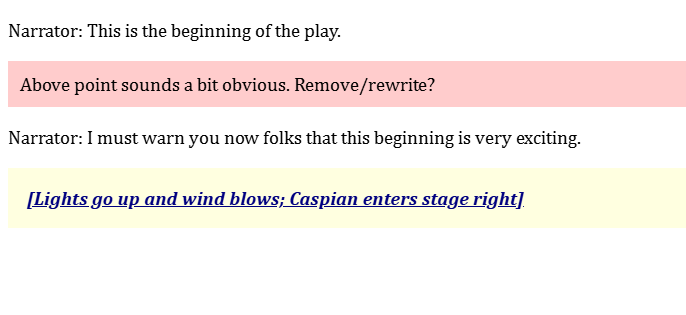 Narrator: This is the beginning of the play.
Above point sounds a bit obvious. Remove/rewrite?
Narrator: I must warn you now folks that this beginning is very exciting.
[Lights go up and wind blows; Caspian enters stage right]